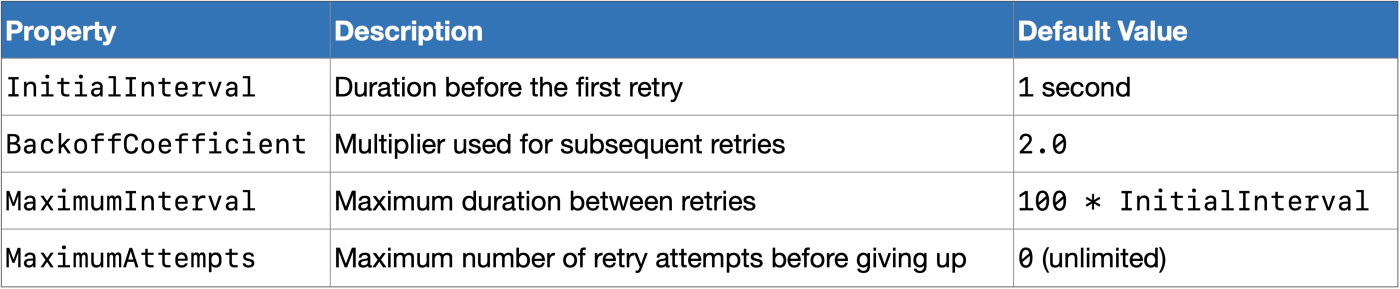 Property Description Default Value
InitialInterval Duration before the first retry 1 second
BackoffCoefficient Multiplier used for subsequent retries 2.0
MaximumInterval Maximum duration between retries 100 * InitialInterval
MaximumAttempts Maximum number of retry attempts before giving up 0 (unlimited)